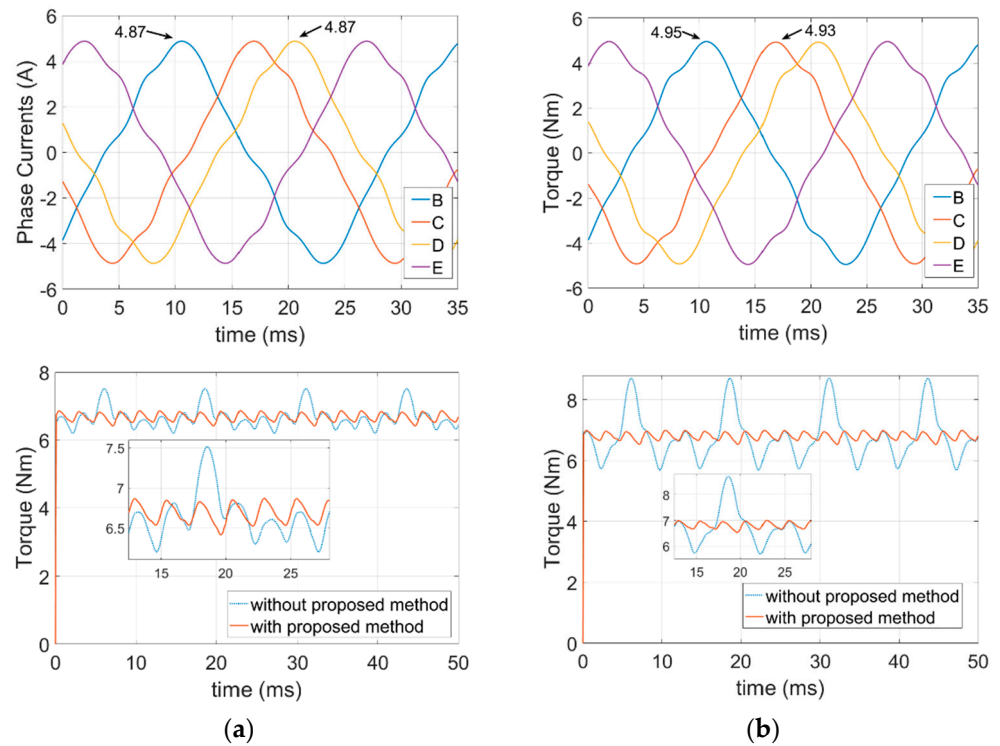 Phase Currents (A)
6
4
2
0
-2
-4
-6
4.87
4.87
B
C
D
E
0 5 10 15 20 25 30 35
time (ms)
Torque (Nm)
6
4
2
0
-2
-4
-6
4.95
4.93
B
C
D
E
0 5 10 15 20 25 30 35
time (ms)
Torque (Nm)
8
6
4
2
0
7.5
7
6.5
15 20 25
without proposed method
with proposed method
0 10 20 30 40 50
time (ms)
(a)
Torque (Nm)
8
6
4
2
0
8
7
6
15 20 25
without proposed method
with proposed method
0 10 20 30 40 50
time (ms)
(b)